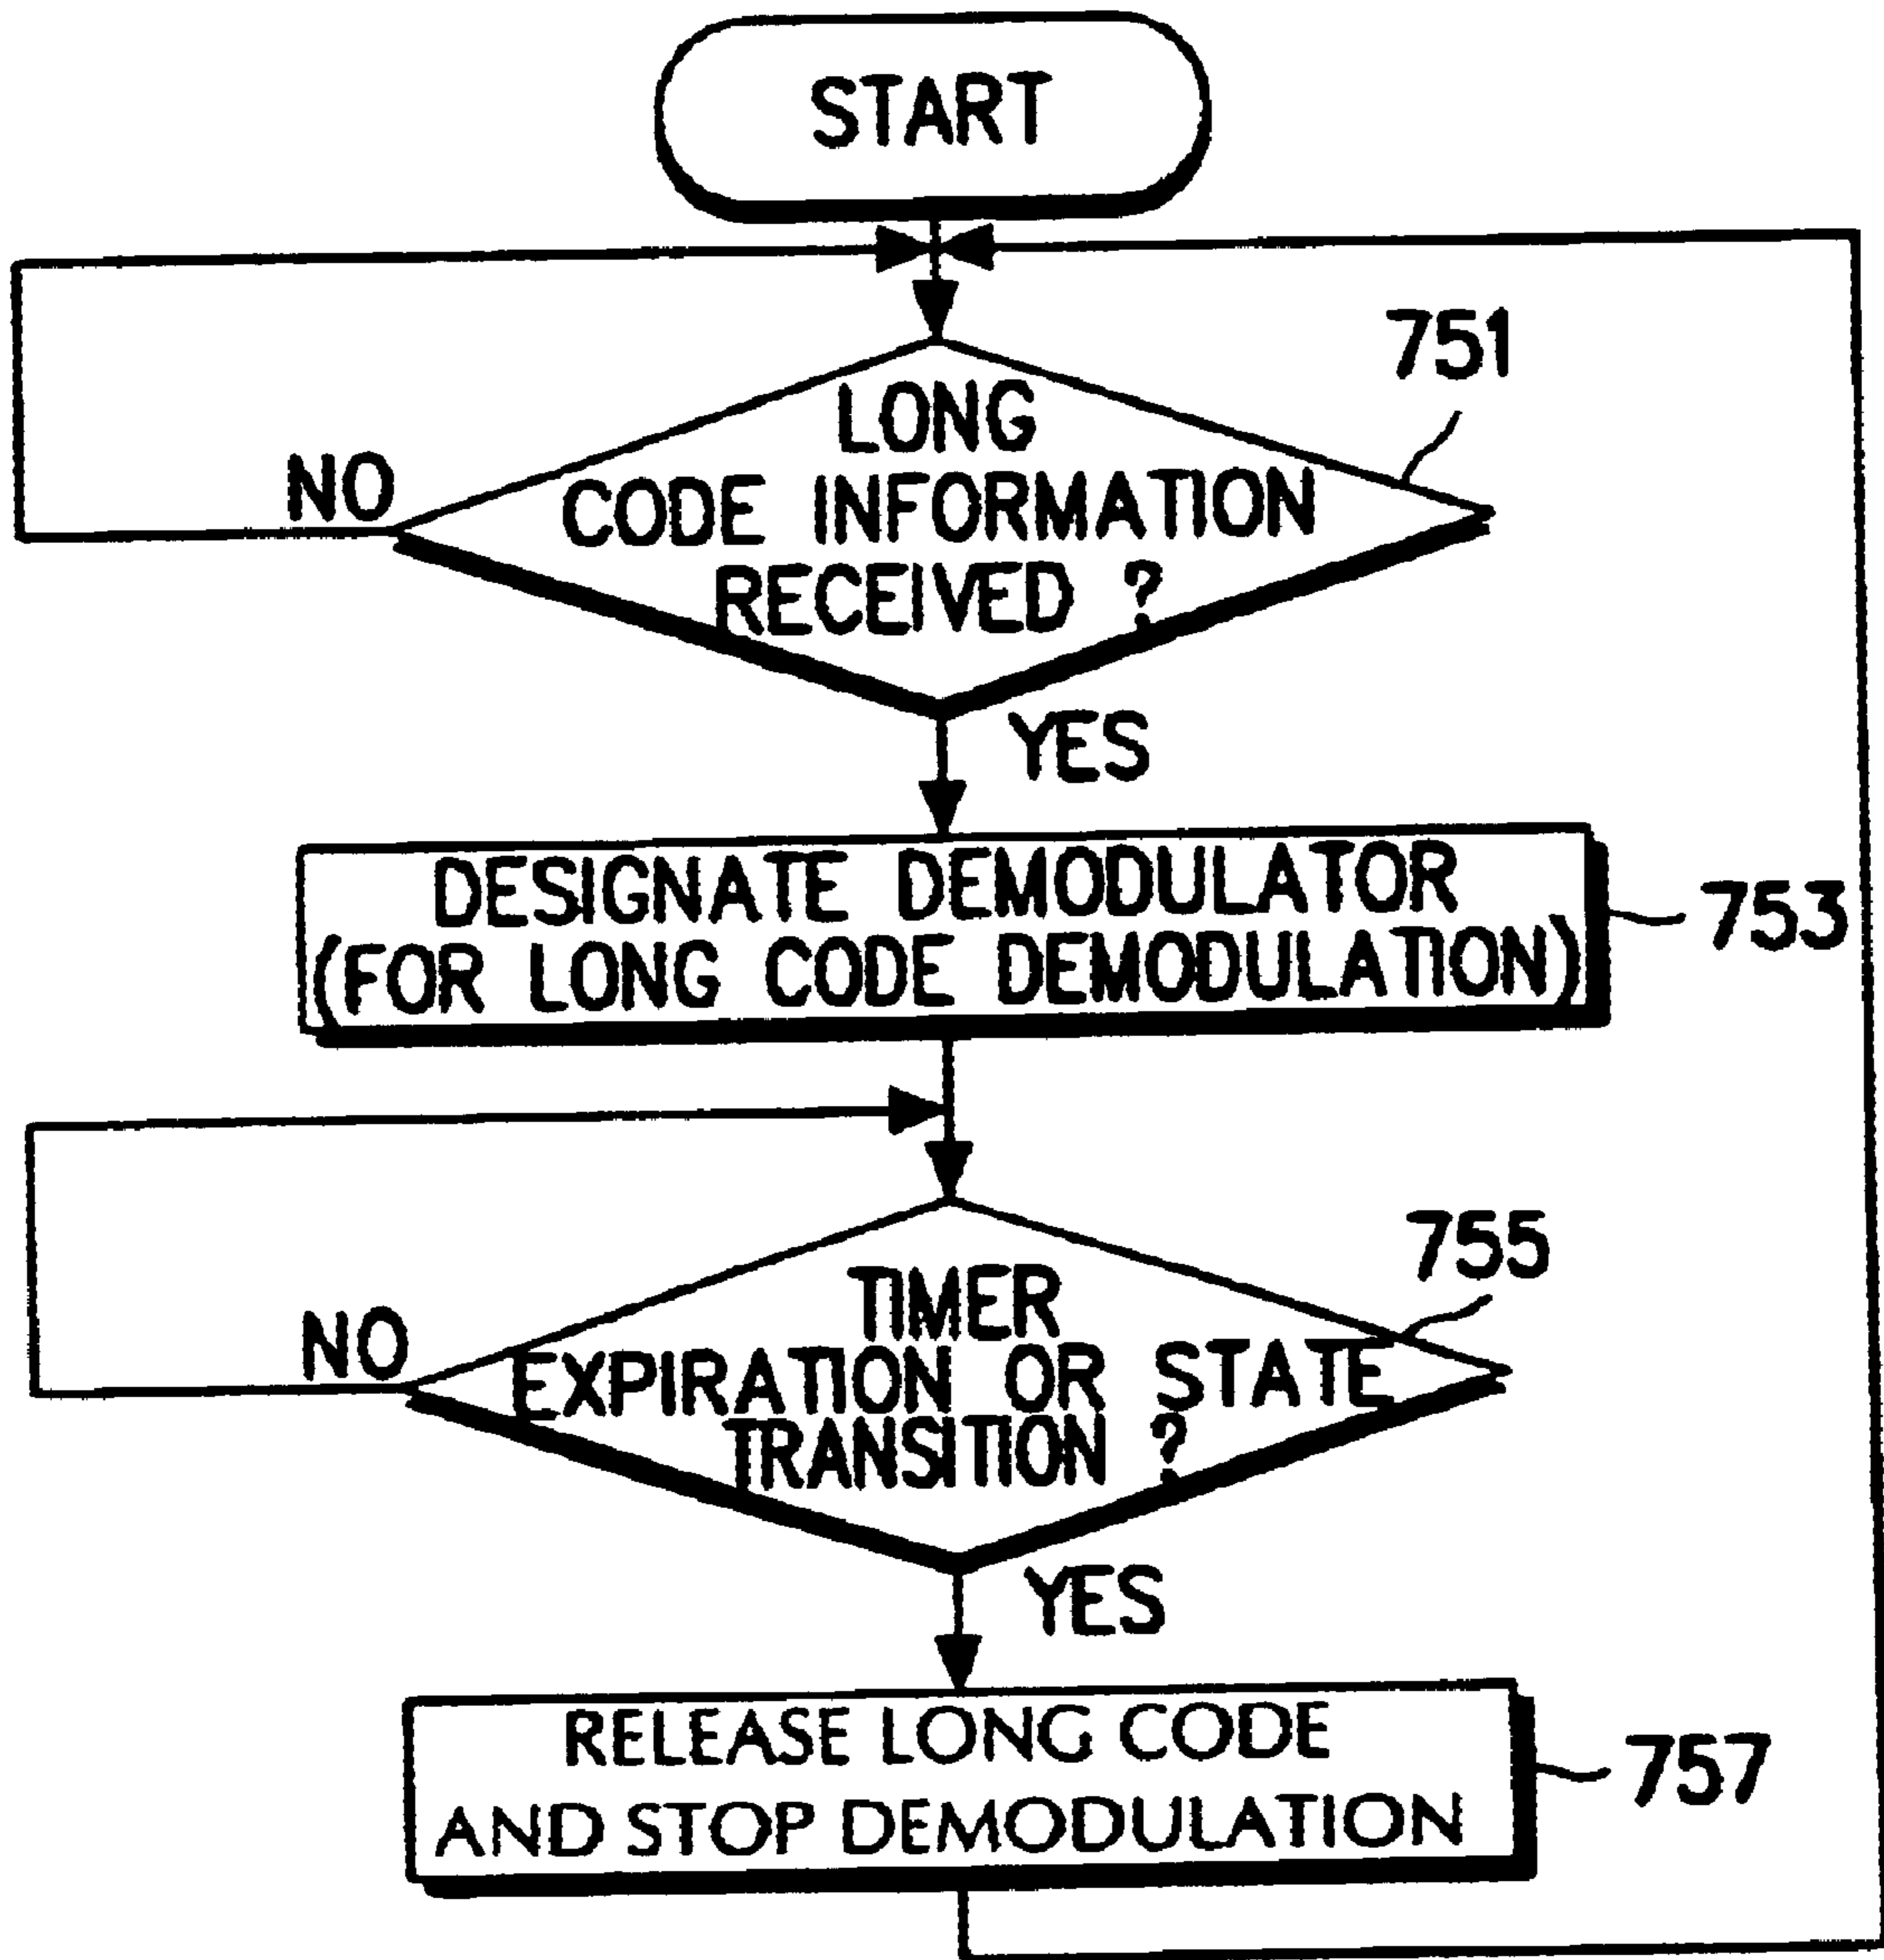 START
751
LONG
CODE INFORMATION
RECEIVED ?
NO
YES
DESIGNATE DEMODULATOR
(FOR LONG CODE DEMODULATION)
753
755
TIMER
EXPIRATION OR STATE
TRANSITION ?
NO
YES
RELEASE LONG CODE
AND STOP DEMODULATION
757